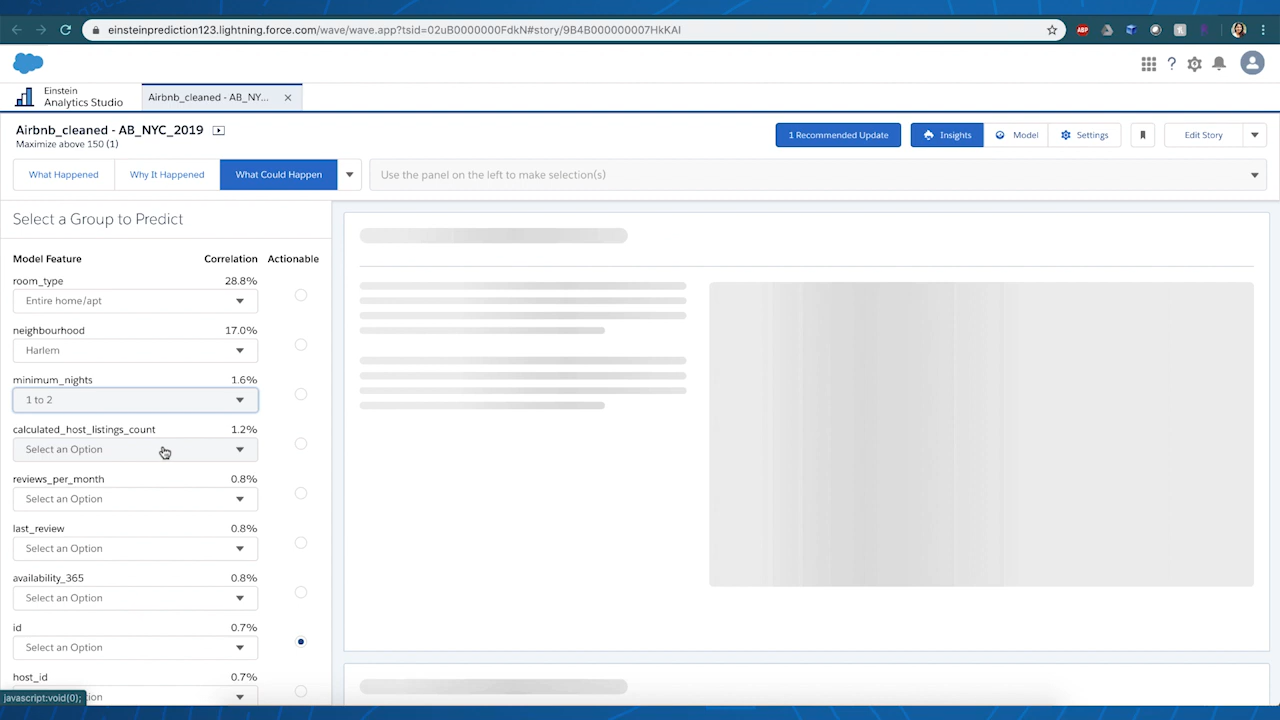 einsteinprediction123.lightning.force.com/wave/wave.app?tsid=02uB0000000FdkN#story/9B4B000000007HkKAI
ABP
Einstein
Analytics Studio
Airbnb_cleaned - AB_NY...
Airbnb_cleaned - AB_NYC_2019
Maximize above 150 (1)
1 Recommended Update
Insights
Model
Settings
Edit Story
What Happened
Why It Happened
What Could Happen
Use the panel on the left to make selection(s)
Select a Group to Predict
Model Feature Correlation Actionable
room_type 28.8%
Entire home/apt
neighbourhood 17.0%
Harlem
minimum_nights 1.6%
1 to 2
calculated_host_listings_count 1.2%
Select an Option
reviews_per_month 0.8%
Select an Option
last_review 0.8%
Select an Option
availability_365 0.8%
Select an Option
id 0.7%
Select an Option
host_id 0.7%
javascript:void(0);